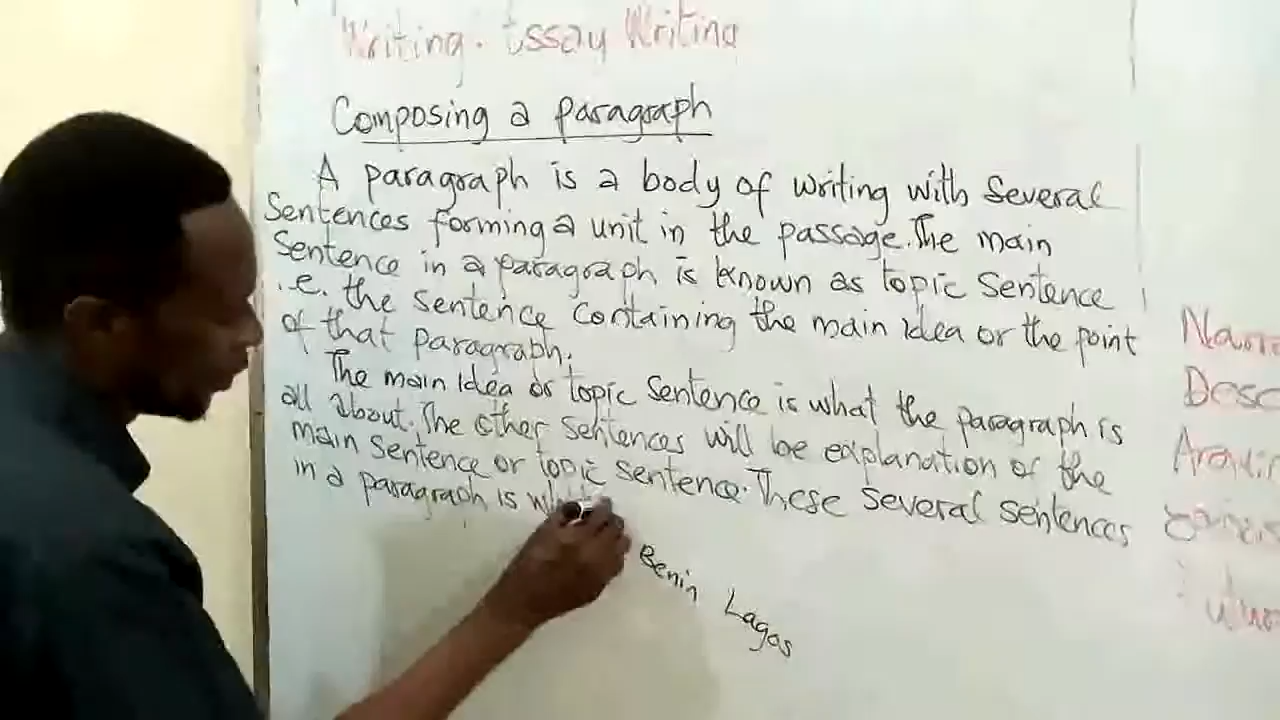 Writing. Essay Writing
Composing a paragraph
A paragraph is a body of writing with several
Sentences forming a unit in the passage. The main
Sentence in a paragraph is known as topic Sentence
i.e. the sentence containing the main idea or the point
of that paragraph.
The main idea or topic sentence is what the paragraph is
all about. The other sentences will be explanation of the
main sentence or topic sentence. These several sentences
in a paragraph is
Benin Lagos